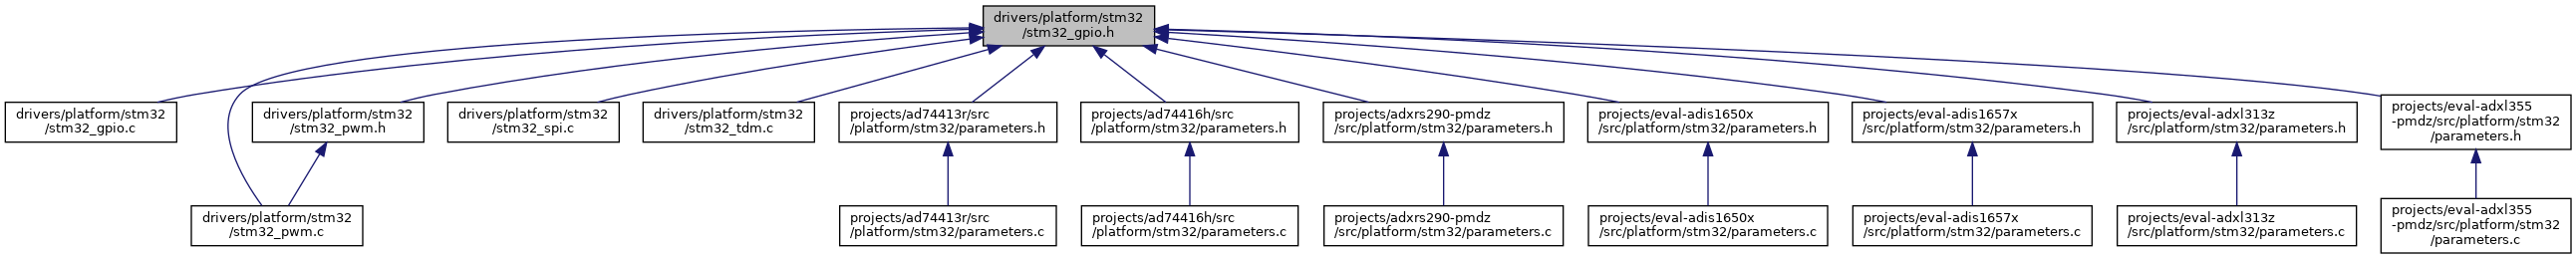 drivers/platform/stm32
/stm32_gpio.h
drivers/platform/stm32
/stm32_gpio.c
drivers/platform/stm32
/stm32_pwm.h
drivers/platform/stm32
/stm32_spi.c
drivers/platform/stm32
/stm32_tdm.c
projects/ad74413r/src
/platform/stm32/parameters.h
projects/ad74416h/src
/platform/stm32/parameters.h
projects/adxrs290-pmdz
/src/platform/stm32/parameters.h
projects/eval-adis1650x
/src/platform/stm32/parameters.h
projects/eval-adis1657x
/src/platform/stm32/parameters.h
projects/eval-adxl313z
/src/platform/stm32/parameters.h
projects/eval-adxl355
-pmdz/src/platform/stm32
/parameters.h
drivers/platform/stm32
/stm32_pwm.c
projects/ad74413r/src
/platform/stm32/parameters.c
projects/ad74416h/src
/platform/stm32/parameters.c
projects/adxrs290-pmdz
/src/platform/stm32/parameters.c
projects/eval-adis1650x
/src/platform/stm32/parameters.c
projects/eval-adis1657x
/src/platform/stm32/parameters.c
projects/eval-adxl313z
/src/platform/stm32/parameters.c
projects/eval-adxl355
-pmdz/src/platform/stm32
/parameters.c